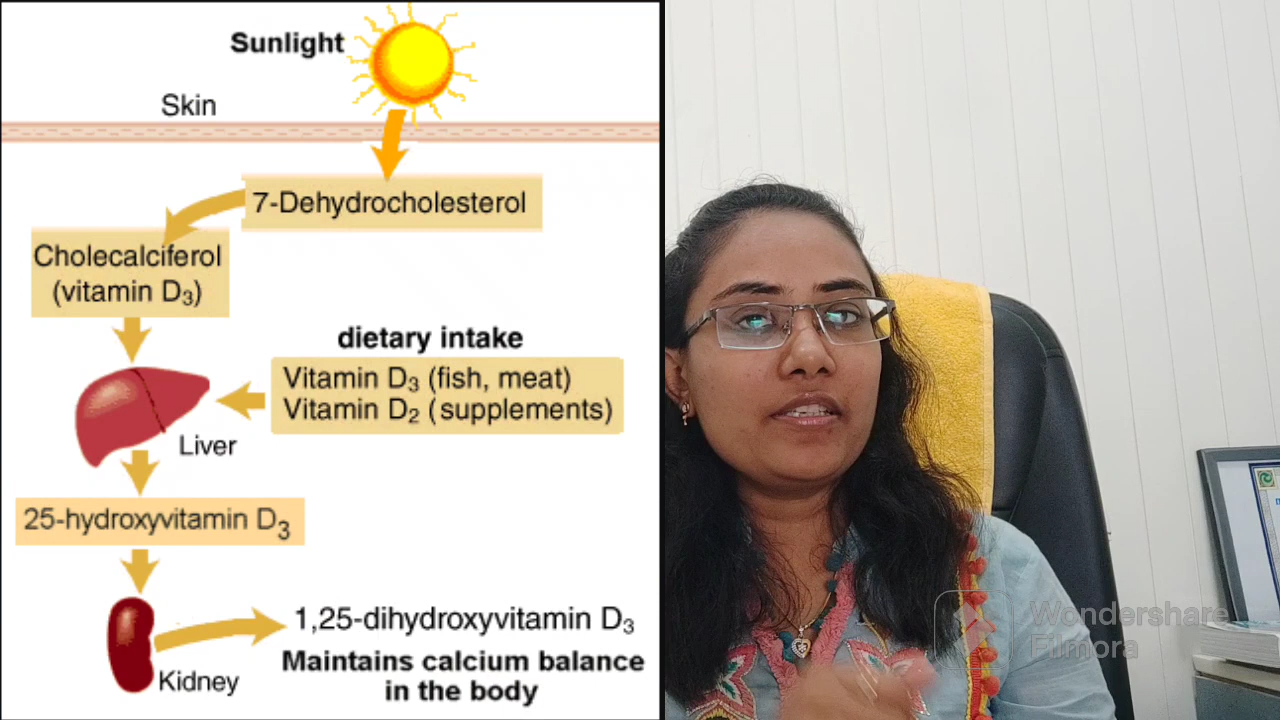 Sunlight
Skin
7-Dehydrocholesterol
Cholecalciferol
(vitamin D₃)
dietary intake
Vitamin D₃ (fish, meat)
Vitamin D₂ (supplements)
Liver
25-hydroxyvitamin D₃
1,25-dihydroxyvitamin D₃
Maintains calcium balance
in the body
Kidney
Wondershare
Filmora